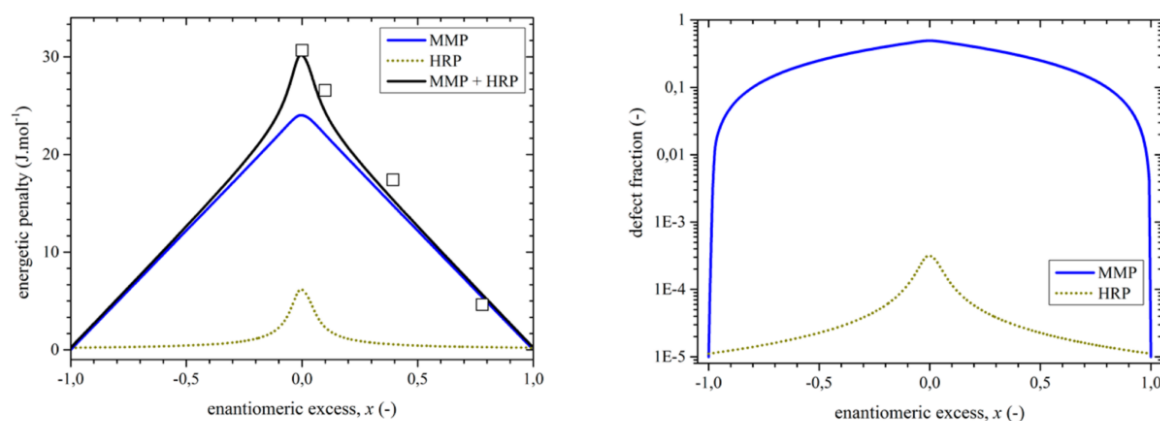 energetic penalty (J.mol⁻¹)
30
20
10
0
-1,0
-0,5
0,0
0,5
1,0
enantiomeric excess, x (-)
MMP
HRP
MMP + HRP
defect fraction (-)
1
0,1
0,01
1E-3
1E-4
1E-5
-1,0
-0,5
0,0
0,5
1,0
enantiomeric excess, x (-)
MMP
HRP